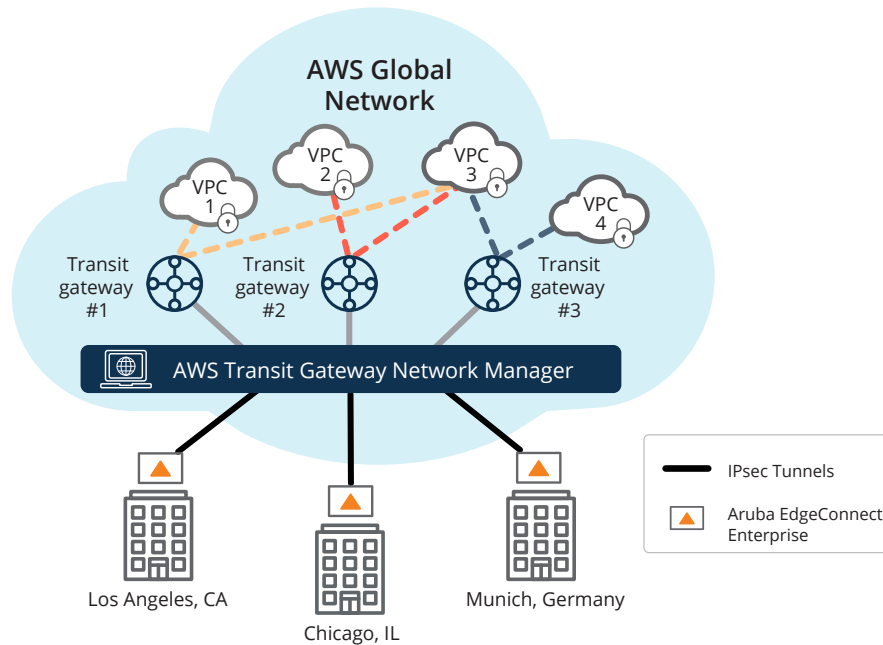 AWS Global
Network
VPC
1
VPC
2
VPC
3
VPC
4
Transit
gateway
#1
Transit
gateway
#2
Transit
gateway
#3
AWS Transit Gateway Network Manager
Los Angeles, CA
Chicago, IL
Munich, Germany
IPsec Tunnels
Aruba EdgeConnect
Enterprise